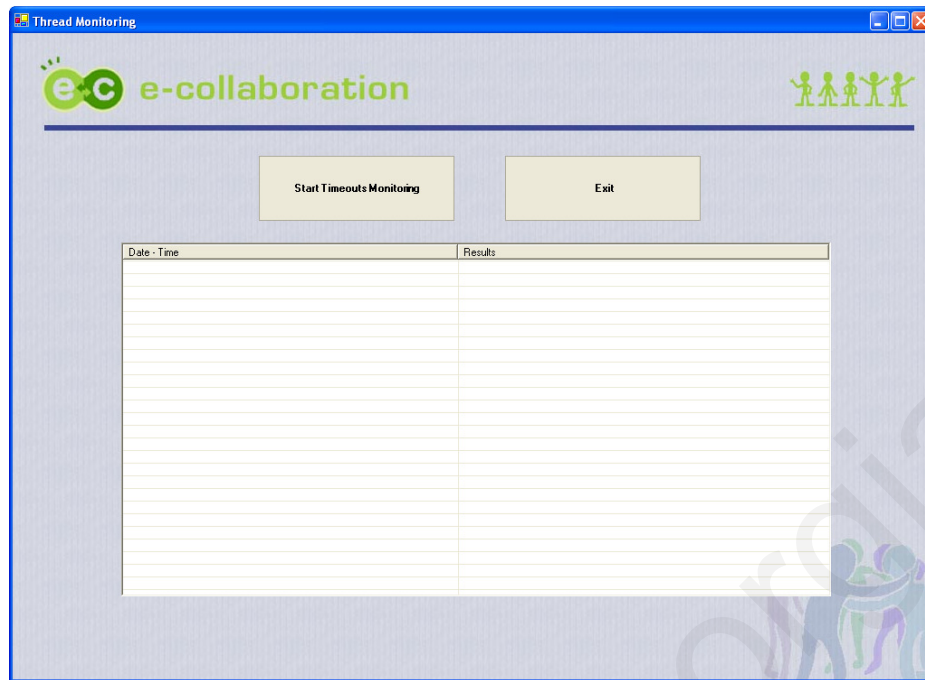 Thread Monitoring
e-c e-collaboration
Start Timeouts Monitoring
Exit
Date - Time
Results